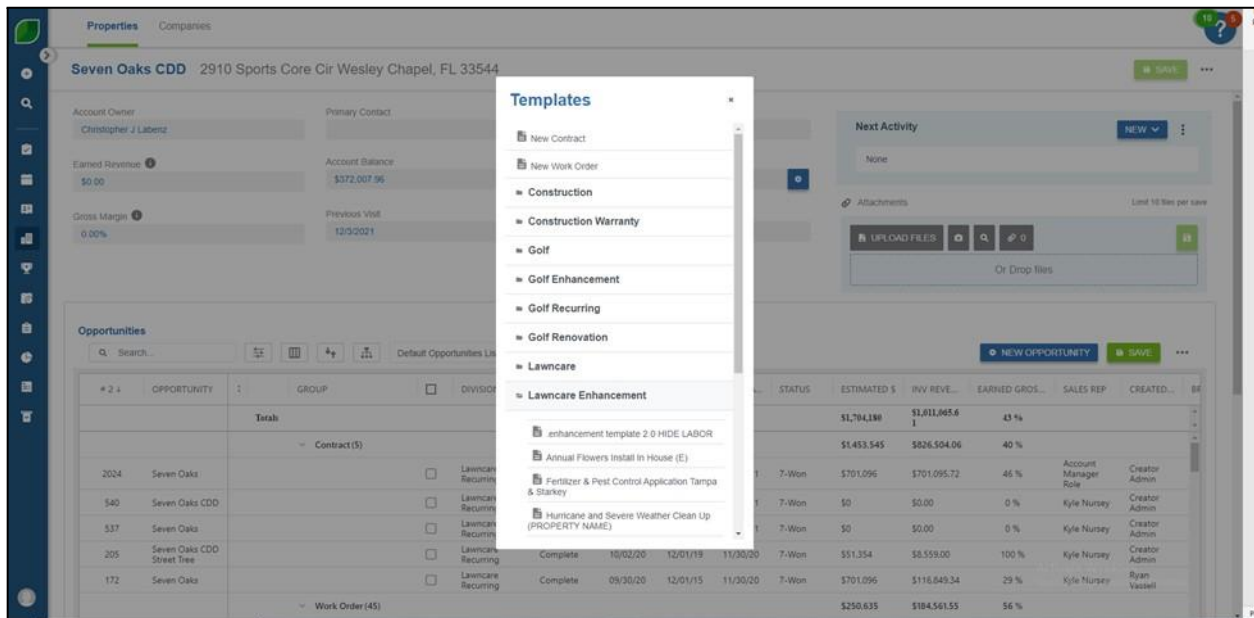 Properties Companies
10 5
?
Seven Oaks CDD 2910 Sports Core Cir Wesley Chapel, FL 33544
SAVE
Account Owner
Christopher J Labenz
Primary Contact
Earned Revenue
$0.00
Account Balance
$372,007.96
Gross Margin
0.00%
Previous Visit
12/3/2021
Templates
New Contract
New Work Order
Construction
Construction Warranty
Golf
Golf Enhancement
Golf Recurring
Golf Renovation
Lawncare
Lawncare Enhancement
.enhancement template 2.0 HIDE LABOR
Annual Flowers Install In House (E)
Fertilizer & Pest Control Application Tampa
& Starkey
Hurricane and Severe Weather Clean Up
(PROPERTY NAME)
Next Activity
NEW
None
Attachments Limit 10 files per save
UPLOAD FILES 0
Or Drop files
Opportunities
Search...
Default Opportunities Lis
NEW OPPORTUNITY SAVE
# 2 OPPORTUNITY GROUP DIVISION STATUS ESTIMATED $ INV REVE... EARNED GROS... SALES REP CREATED...
Totals $1,704,180 $1,011,065.6
1 43 %
Contract (5) $1,453,545 $826,504.06 40 %
2024 Seven Oaks Lawncare
Recurring 7-Won $701,096 $701,095.72 46 % Account
Manager
Role Creator
Admin
540 Seven Oaks CDD Lawncare
Recurring 7-Won $0 $0.00 0 % Kyle Nursey Creator
Admin
537 Seven Oaks Lawncare
Recurring 7-Won $0 $0.00 0 % Kyle Nursey Creator
Admin
205 Seven Oaks CDD
Street Tree Lawncare
Recurring Complete 10/02/20 12/01/19 11/30/20 7-Won $51,354 $8,559.00 100 % Kyle Nursey Creator
Admin
172 Seven Oaks Lawncare
Recurring Complete 09/30/20 12/01/15 11/30/20 7-Won $701,096 $116,849.34 29 % Kyle Nursey Ryan
Vassell
Work Order (45) $250,635 $184,561.55 56 %